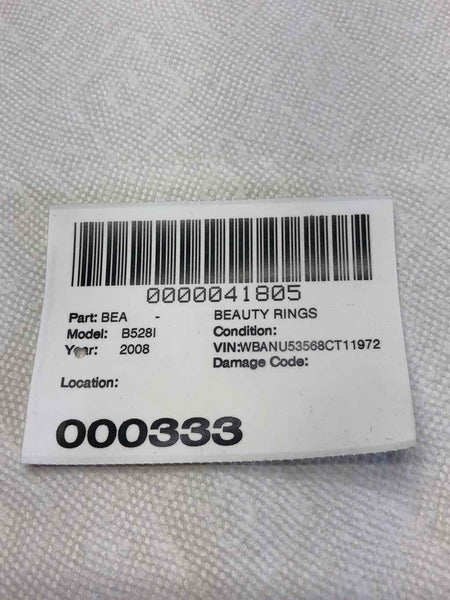 0000041805
Part: BEA - BEAUTY RINGS
Model: B528I Condition:
Year: 2008 VIN:WBANU53568CT11972
Damage Code:
Location:
000333